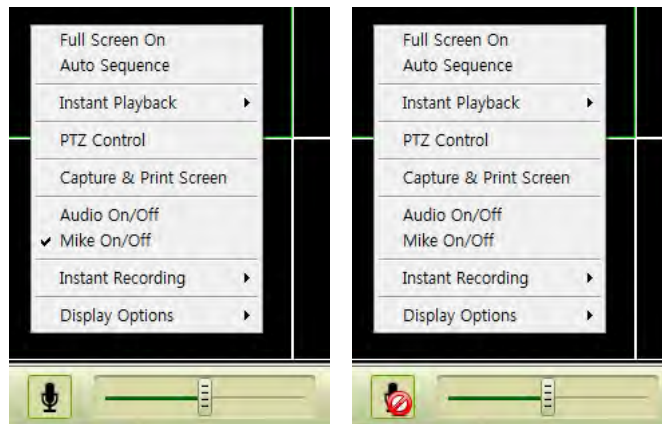 Full Screen On
Auto Sequence
Instant Playback
PTZ Control
Capture & Print Screen
Audio On/Off
✔ Mike On/Off
Instant Recording
Display Options
Full Screen On
Auto Sequence
Instant Playback
PTZ Control
Capture & Print Screen
Audio On/Off
Mike On/Off
Instant Recording
Display Options